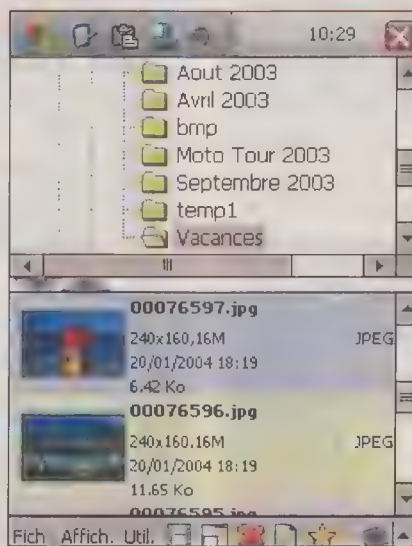 10:29
Aout 2003
Avril 2003
bmp
Moto Tour 2003
Septembre 2003
temp1
Vacances
00076597.jpg
240x160,16M JPEG
20/01/2004 18:19
6.42 Ko
00076596.jpg
240x160,16M JPEG
20/01/2004 18:19
11.65 Ko
00076595.jpg
Fich Affich. Util.